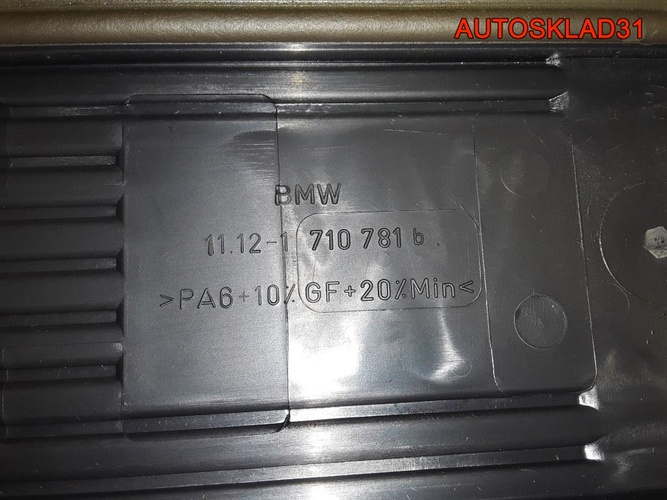 AUTOSKLAD31
BMW
11.12-1 710 781 b
>PA6+10%GF+20%Min<